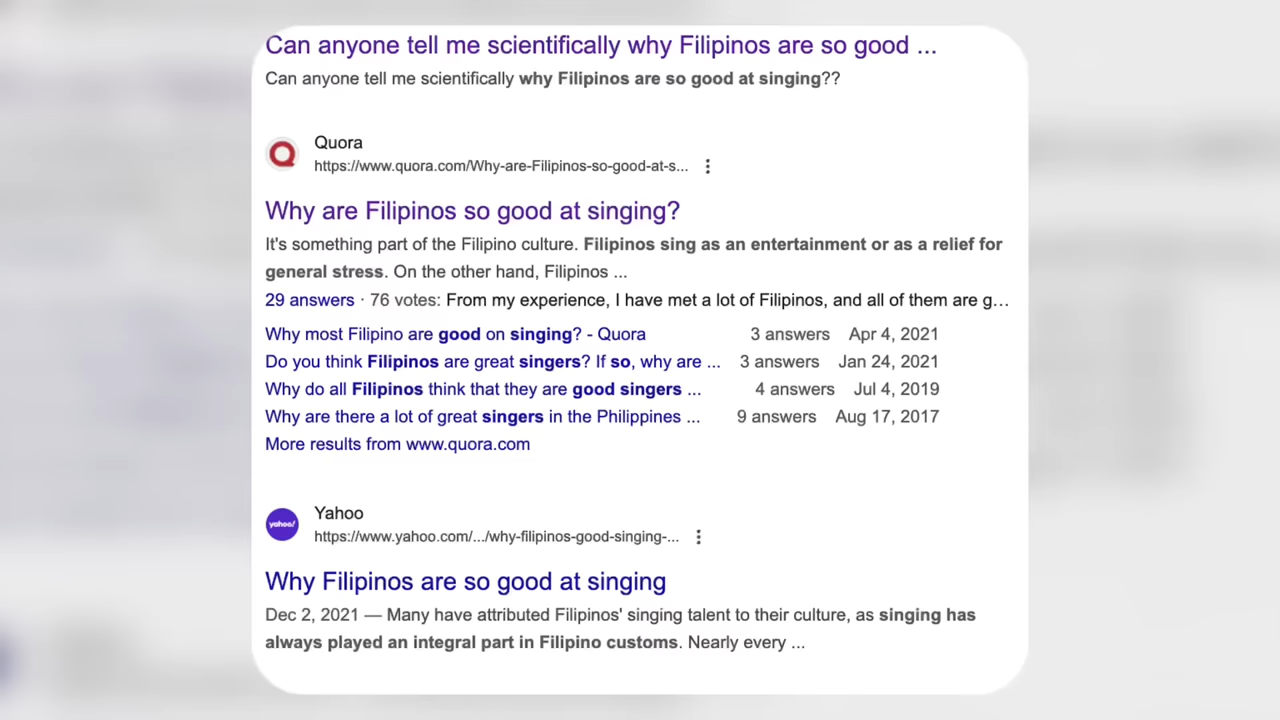 Can anyone tell me scientifically why Filipinos are so good ...
Can anyone tell me scientifically why Filipinos are so good at singing??
Quora
https://www.quora.com/Why-are-Filipinos-so-good-at-s...
Why are Filipinos so good at singing?
It's something part of the Filipino culture. Filipinos sing as an entertainment or as a relief for
general stress. On the other hand, Filipinos ...
29 answers · 76 votes: From my experience, I have met a lot of Filipinos, and all of them are g...
Why most Filipino are good on singing? - Quora 3 answers Apr 4, 2021
Do you think Filipinos are great singers? If so, why are ... 3 answers Jan 24, 2021
Why do all Filipinos think that they are good singers ... 4 answers Jul 4, 2019
Why are there a lot of great singers in the Philippines ... 9 answers Aug 17, 2017
More results from www.quora.com
yahoo!
Yahoo
https://www.yahoo.com/.../why-filipinos-good-singing-...
Why Filipinos are so good at singing
Dec 2, 2021 — Many have attributed Filipinos' singing talent to their culture, as singing has
always played an integral part in Filipino customs. Nearly every ...